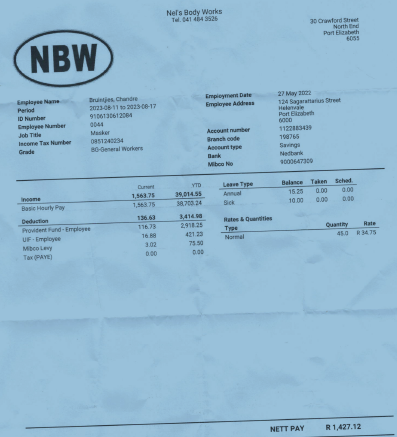 Nel's Body Works
Tel. 041 484 3526
30 Crawford Street
North End
Port Elizabeth
6055
NBW
Employee Name Bruintjies, Chandre
Period 2023-08-11 to 2023-08-17
ID Number 9106130612084
Employee Number 0044
Job Title Masker
Income Tax Number 0851240234
Grade BG-General Workers
Employment Date 27 May 2022
Employee Address 124 Sagarattarius Street
Helenvale
Port Elizabeth
6000
Account number 1122883439
Branch code 198765
Account type Savings
Bank Nedbank
Mibco No 9000647309
Current YTD
Income 1,563.75 39,014.55
Basic Hourly Pay 1,563.75 38,703.24
Deduction 136.63 3,414.98
Provident Fund - Employee 116.73 2,918.25
UIF - Employee 16.88 421.23
Mibco Levy 3.02 75.50
Tax (PAYE) 0.00 0.00
Leave Type Balance Taken Sched.
Annual 15.25 0.00 0.00
Sick 10.00 0.00 0.00
Rates & Quantities
Type Quantity Rate
Normal 45.0 R 34.75
NETT PAY R 1,427.12